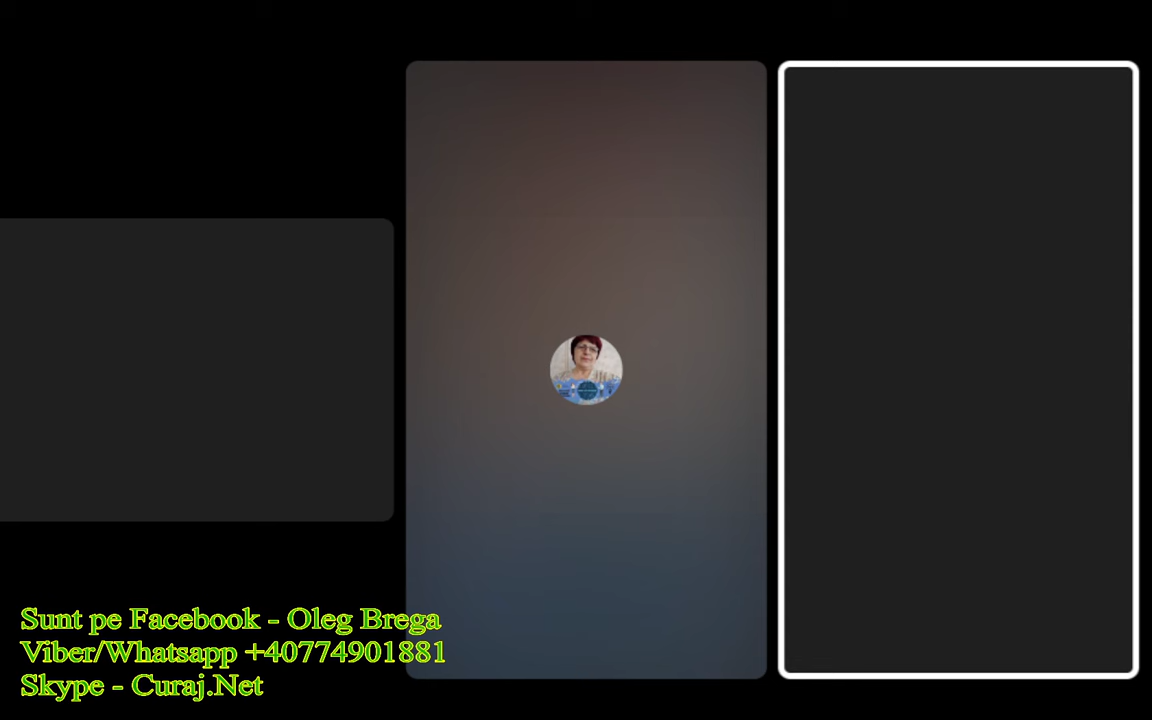 Sunt pe Facebook - Oleg Brega
Viber/Whatsapp +40774901881
Skype - Curaj.Net